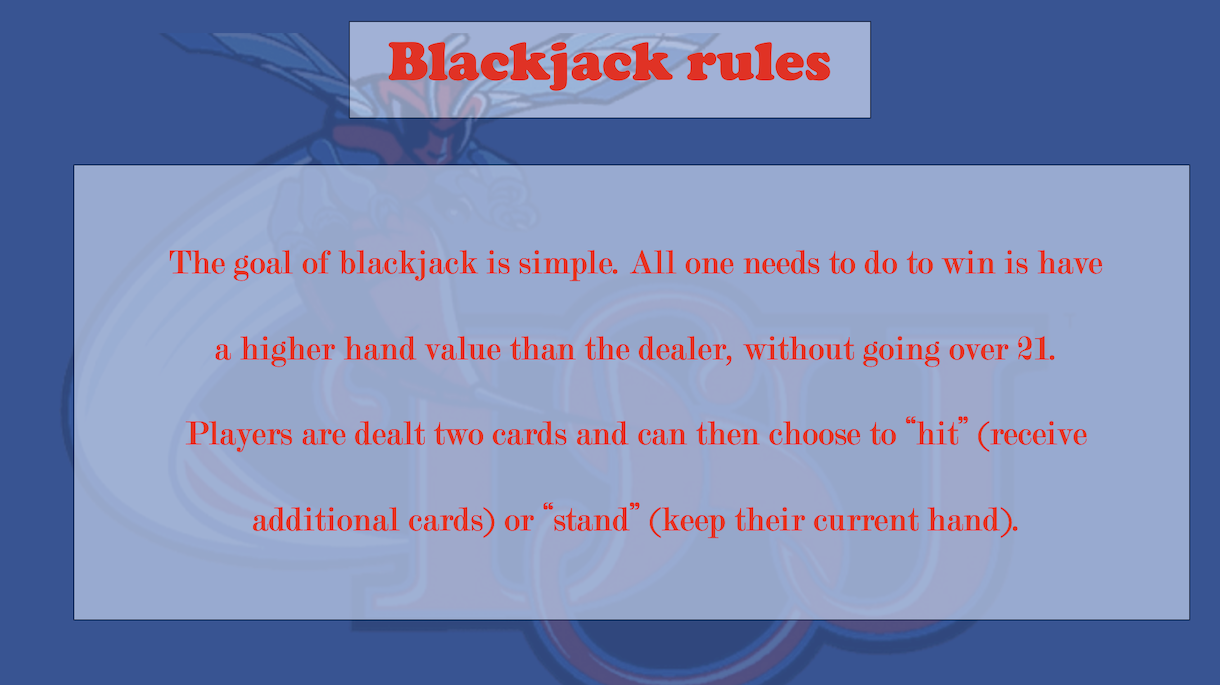 Blackjack rules
The goal of blackjack is simple. All one needs to do to win is have
a higher hand value than the dealer, without going over 21.
Players are dealt two cards and can then choose to “hit” (receive
additional cards) or “stand” (keep their current hand).
TSU